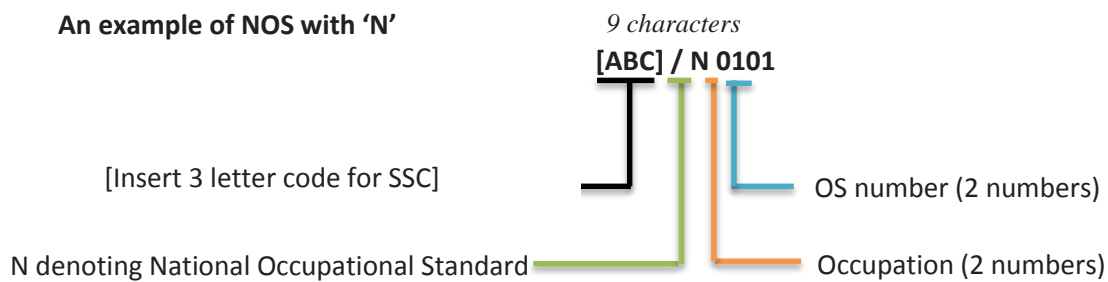 An example of NOS with ‘N’
9 characters
[ABC] / N 0101
[Insert 3 letter code for SSC]
OS number (2 numbers)
N denoting National Occupational Standard
Occupation (2 numbers)